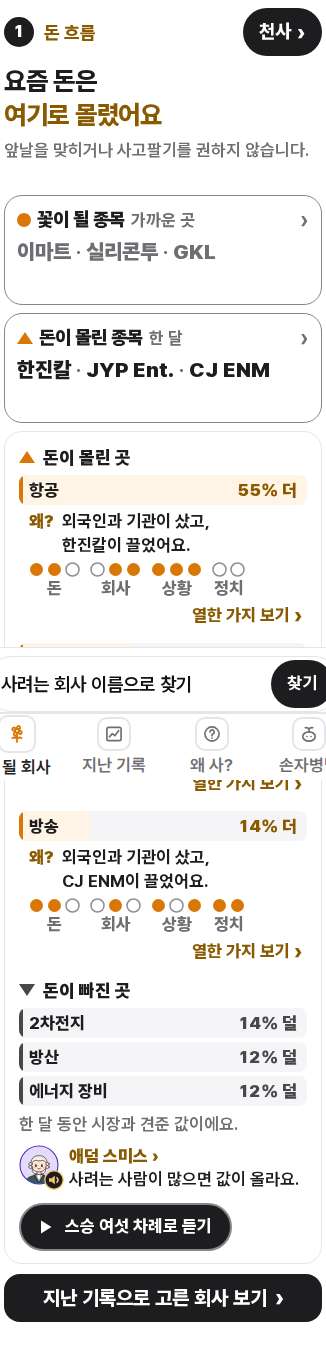 1 돈 흐름
천사 ›
요즘 돈은
여기로 몰렸어요
앞날을 맞히거나 사고팔기를 권하지 않습니다.
꽃이 될 종목 가까운 곳 ›
이마트 · 실리콘투 · GKL
돈이 몰린 종목 한 달 ›
한진칼 · JYP Ent. · CJ ENM
돈이 몰린 곳
항공 55% 더
왜? 외국인과 기관이 샀고,
한진칼이 끌었어요.
돈 회사 상황 정치
열한 가지 보기 ›
사려는 회사 이름으로 찾기 찾기
될 회사 지난 기록 왜 사? 손자병
열한 가지 보기 ›
방송 14% 더
왜? 외국인과 기관이 샀고,
CJ ENM이 끌었어요.
돈 회사 상황 정치
열한 가지 보기 ›
돈이 빠진 곳
2차전지 14% 덜
방산 12% 덜
에너지 장비 12% 덜
한 달 동안 시장과 견준 값이에요.
애덤 스미스 ›
사려는 사람이 많으면 값이 올라요.
스승 여섯 차례로 듣기
지난 기록으로 고른 회사 보기 ›